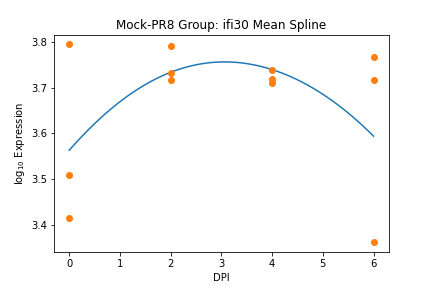 Mock-PR8 Group: ifi30 Mean Spline
log₁₀ Expression
3.8
3.7
3.6
3.5
3.4
0 1 2 3 4 5 6
DPI